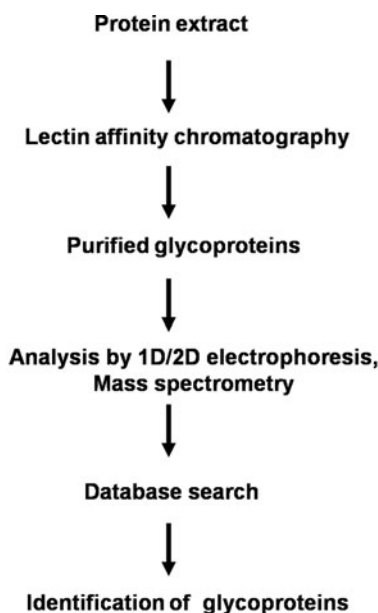 Protein extract
Lectin affinity chromatography
Purified glycoproteins
Analysis by 1D/2D electrophoresis,
Mass spectrometry
Database search
Identification of glycoproteins